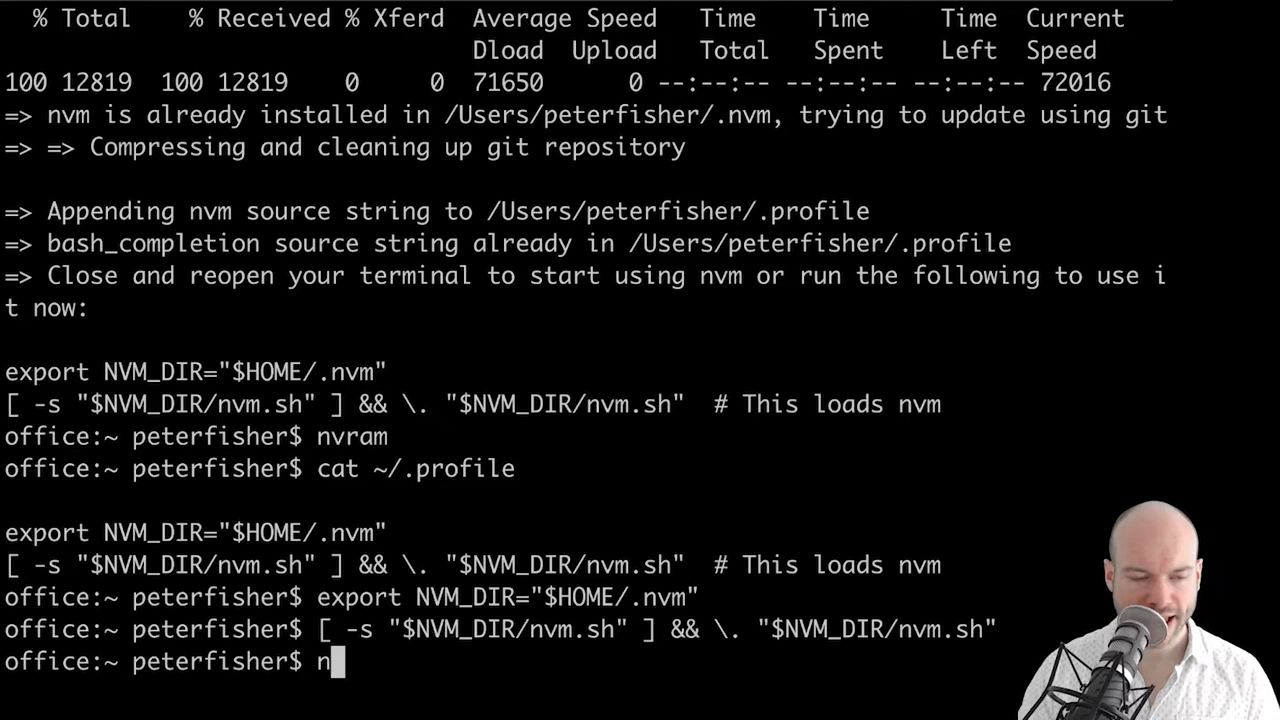 % Total % Received % Xferd Average Speed Time Time Time Current
Dload Upload Total Spent Left Speed
100 12819 100 12819 0 0 71650 0 --:--:-- --:--:-- --:--:-- 72016
=> nvm is already installed in /Users/peterfisher/.nvm, trying to update using git
=> => Compressing and cleaning up git repository
=> Appending nvm source string to /Users/peterfisher/.profile
=> bash_completion source string already in /Users/peterfisher/.profile
=> Close and reopen your terminal to start using nvm or run the following to use i
t now:
export NVM_DIR="$HOME/.nvm"
[ -s "$NVM_DIR/nvm.sh" ] && \. "$NVM_DIR/nvm.sh"  # This loads nvm
office:~ peterfisher$ nvram
office:~ peterfisher$ cat ~/.profile
export NVM_DIR="$HOME/.nvm"
[ -s "$NVM_DIR/nvm.sh" ] && \. "$NVM_DIR/nvm.sh"  # This loads nvm
office:~ peterfisher$ export NVM_DIR="$HOME/.nvm"
office:~ peterfisher$ [ -s "$NVM_DIR/nvm.sh" ] && \. "$NVM_DIR/nvm.sh"
office:~ peterfisher$ n